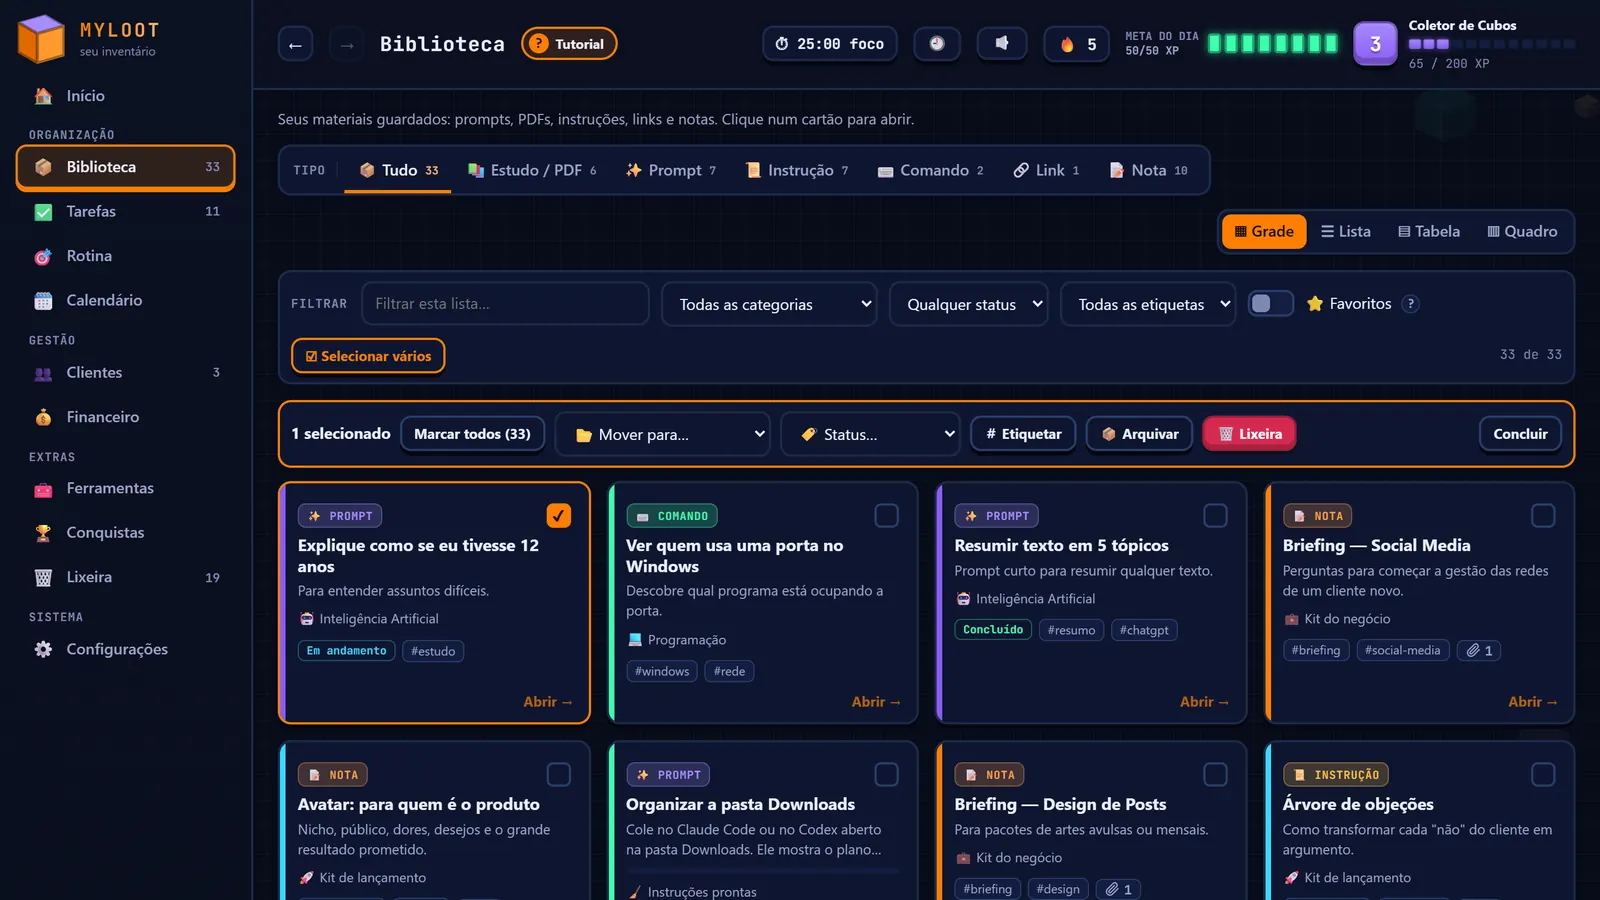 MYLOOT
seu inventário
Início
ORGANIZAÇÃO
Biblioteca 33
Tarefas 11
Rotina
Calendário
GESTÃO
Clientes 3
Financeiro
EXTRAS
Ferramentas
Conquistas
Lixeira 19
SISTEMA
Configurações
← → Biblioteca ? Tutorial
25:00 foco
5
META DO DIA
50/50 XP
3
Coletor de Cubos
65 / 200 XP
Seus materiais guardados: prompts, PDFs, instruções, links e notas. Clique num cartão para abrir.
TIPO Tudo 33 Estudo / PDF 6 Prompt 7 Instrução 7 Comando 2 Link 1 Nota 10
Grade Lista Tabela Quadro
FILTRAR Filtrar esta lista... Todas as categorias Qualquer status Todas as etiquetas Favoritos ?
Selecionar vários 33 de 33
1 selecionado Marcar todos (33) Mover para... Status... # Etiquetar Arquivar Lixeira Concluir
PROMPT
Explique como se eu tivesse 12
anos
Para entender assuntos difíceis.
Inteligência Artificial
Em andamento #estudo
Abrir →
COMANDO
Ver quem usa uma porta no
Windows
Descobre qual programa está ocupando a
porta.
Programação
#windows #rede
Abrir →
PROMPT
Resumir texto em 5 tópicos
Prompt curto para resumir qualquer texto.
Inteligência Artificial
Concluído #resumo #chatgpt
Abrir →
NOTA
Briefing — Social Media
Perguntas para começar a gestão das redes
de um cliente novo.
Kit do negócio
#briefing #social-media 1
Abrir →
NOTA
Avatar: para quem é o produto
Nicho, público, dores, desejos e o grande
resultado prometido.
Kit de lançamento
PROMPT
Organizar a pasta Downloads
Cole no Claude Code ou no Codex aberto
na pasta Downloads. Ele mostra o plano...
Instruções prontas
NOTA
Briefing — Design de Posts
Para pacotes de artes avulsas ou mensais.
Kit do negócio
#briefing #design 1
INSTRUÇÃO
Árvore de objeções
Como transformar cada "não" do cliente em
argumento.
Kit de lançamento